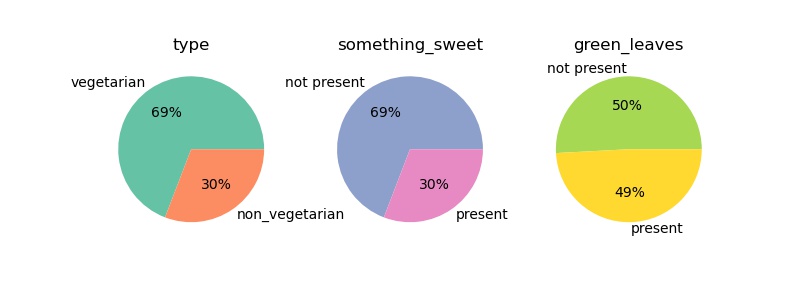 type
vegetarian
69%
30%
non_vegetarian
something_sweet
not present
69%
30%
present
green_leaves
not present
50%
49%
present